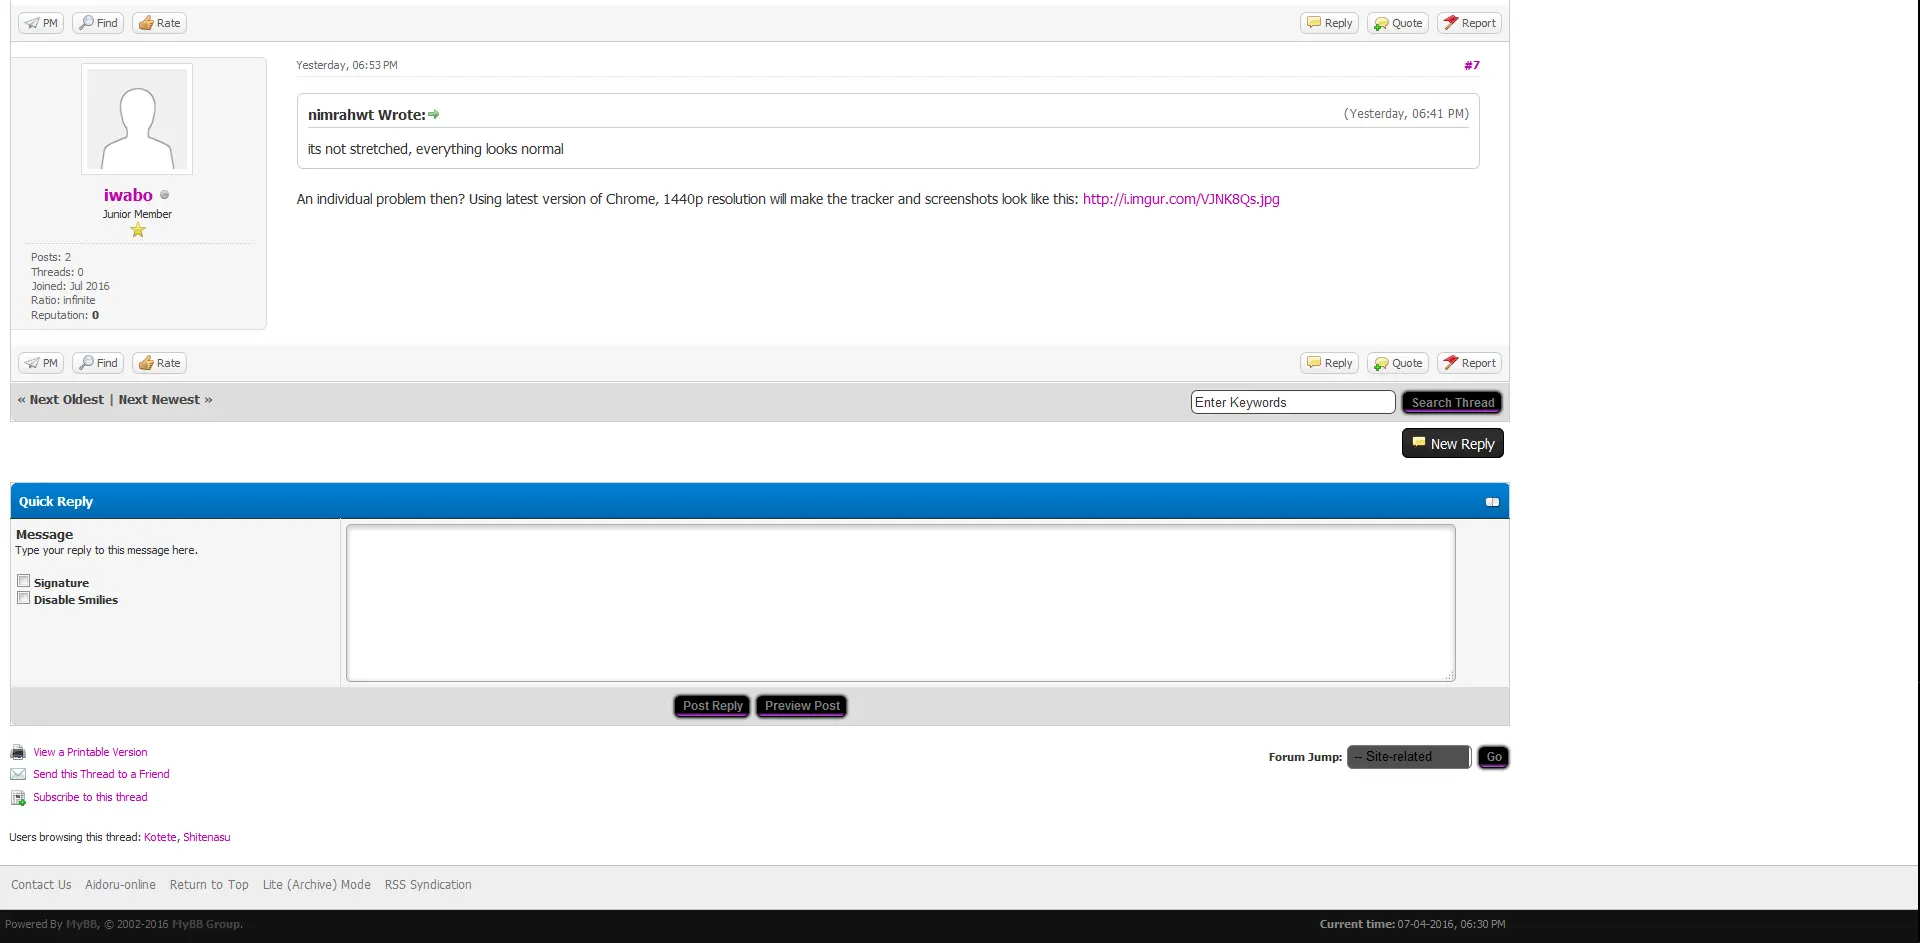 PM Find Rate Reply Quote Report
Yesterday, 06:53 PM #7
nimrahwt Wrote: (Yesterday, 06:41 PM)
its not stretched, everything looks normal
An individual problem then? Using latest version of Chrome, 1440p resolution will make the tracker and screenshots look like this: http://i.imgur.com/VJNK8Qs.jpg
iwabo
Junior Member
Posts: 2
Threads: 0
Joined: Jul 2016
Ratio: infinite
Reputation: 0
PM Find Rate Reply Quote Report
« Next Oldest | Next Newest » Enter Keywords Search Thread
New Reply
Quick Reply
Message
Type your reply to this message here.
Signature
Disable Smilies
Post Reply Preview Post
View a Printable Version
Send this Thread to a Friend
Subscribe to this thread
Forum Jump: -- Site-related Go
Users browsing this thread: Kotete, Shitenasu
Contact Us Aidoru-online Return to Top Lite (Archive) Mode RSS Syndication
Powered By MyBB, © 2002-2016 MyBB Group. Current time: 07-04-2016, 06:30 PM